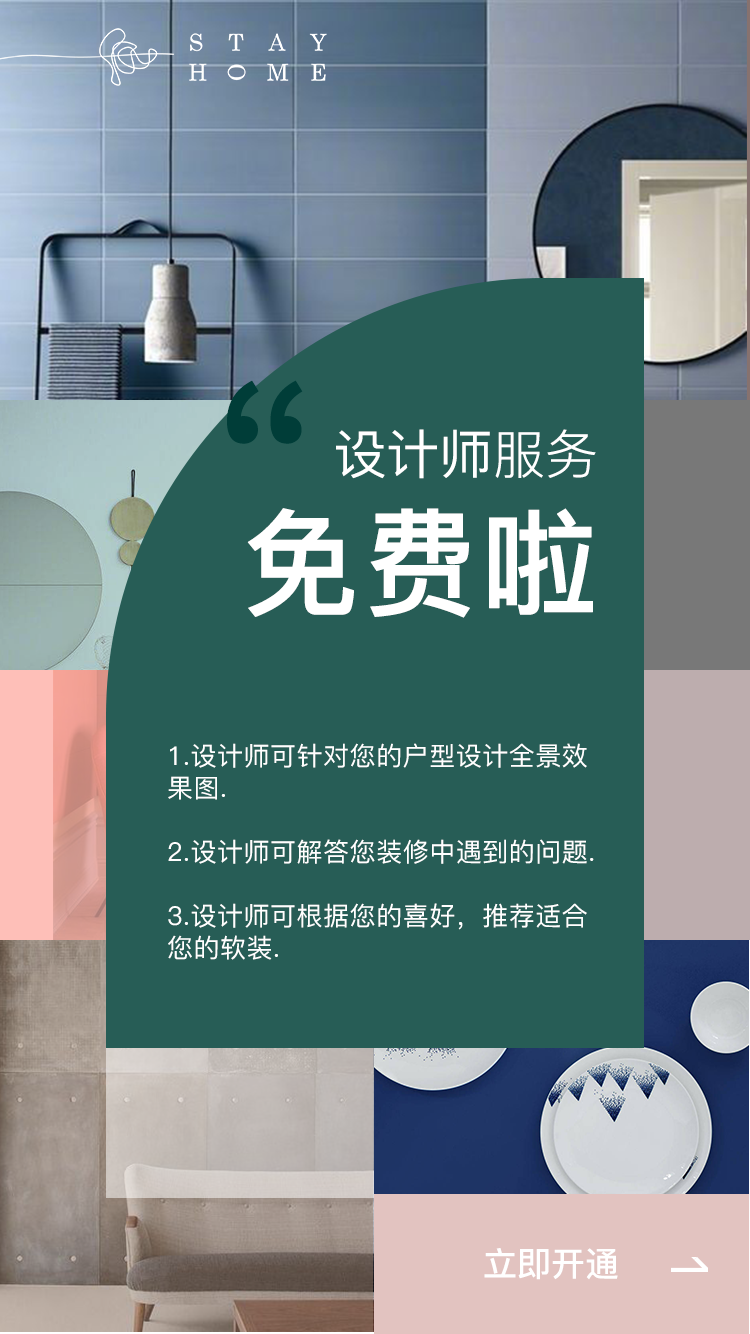 STAY
HOME
“
设计师服务
免费啦
1.设计师可针对您的户型设计全景效
果图.
2.设计师可解答您装修中遇到的问题.
3.设计师可根据您的喜好，推荐适合
您的软装.
立即开通